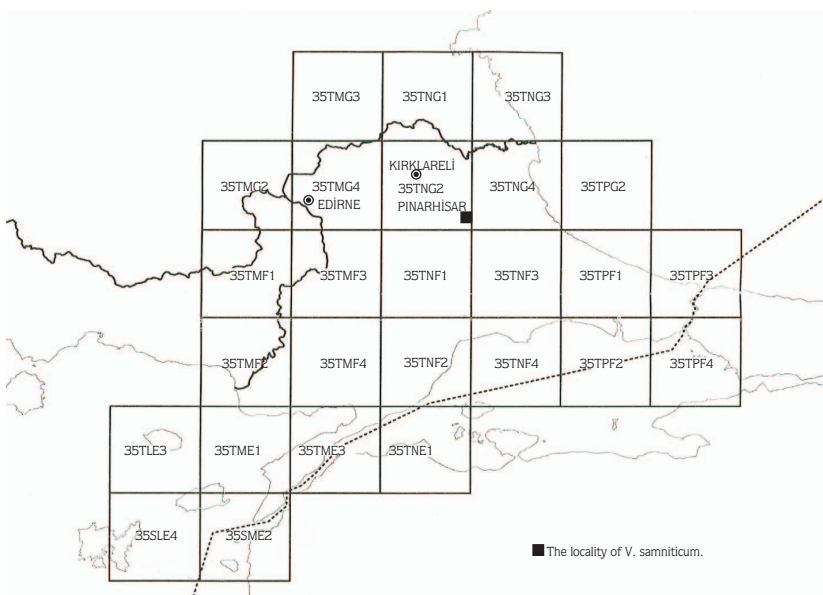 35TMG3 35TNG1 35TNG3
KIRKLARELİ
35TMG2 35TMG4 35TNG2 35TNG4 35TPG2
EDİRNE PINARHİSAR
35TMF1 35TMF3 35TNF1 35TNF3 35TPF1 35TPF3
35TMF2 35TMF4 35TNF2 35TNF4 35TPF2 35TPF4
35TLE3 35TME1 35TME3 35TNE1
35SLE4 35SME2
The locality of V. samniticum.